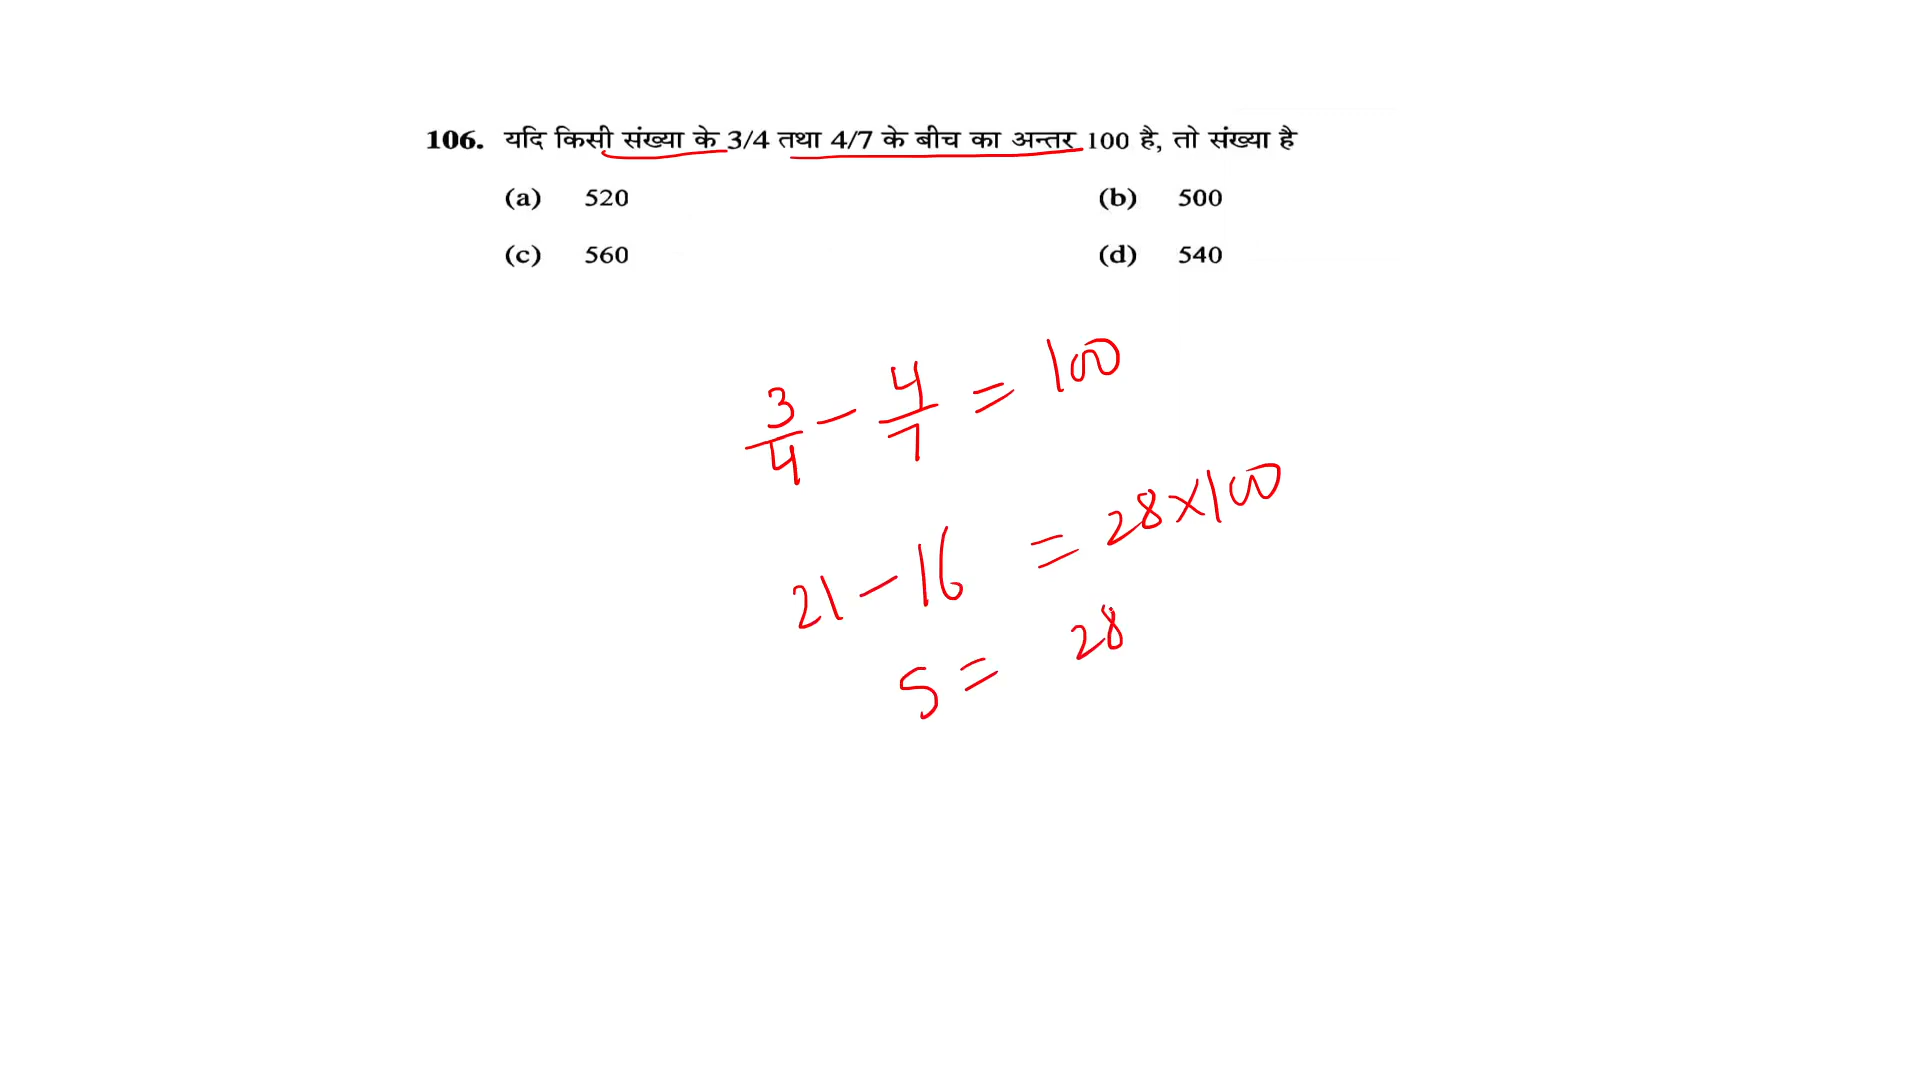 106. यदि किसी संख्या के 3/4 तथा 4/7 के बीच का अन्तर 100 है, तो संख्या है
(a) 520 (b) 500
(c) 560 (d) 540
3/4 - 4/7 = 100
21 - 16 = 28×100
5 = 28